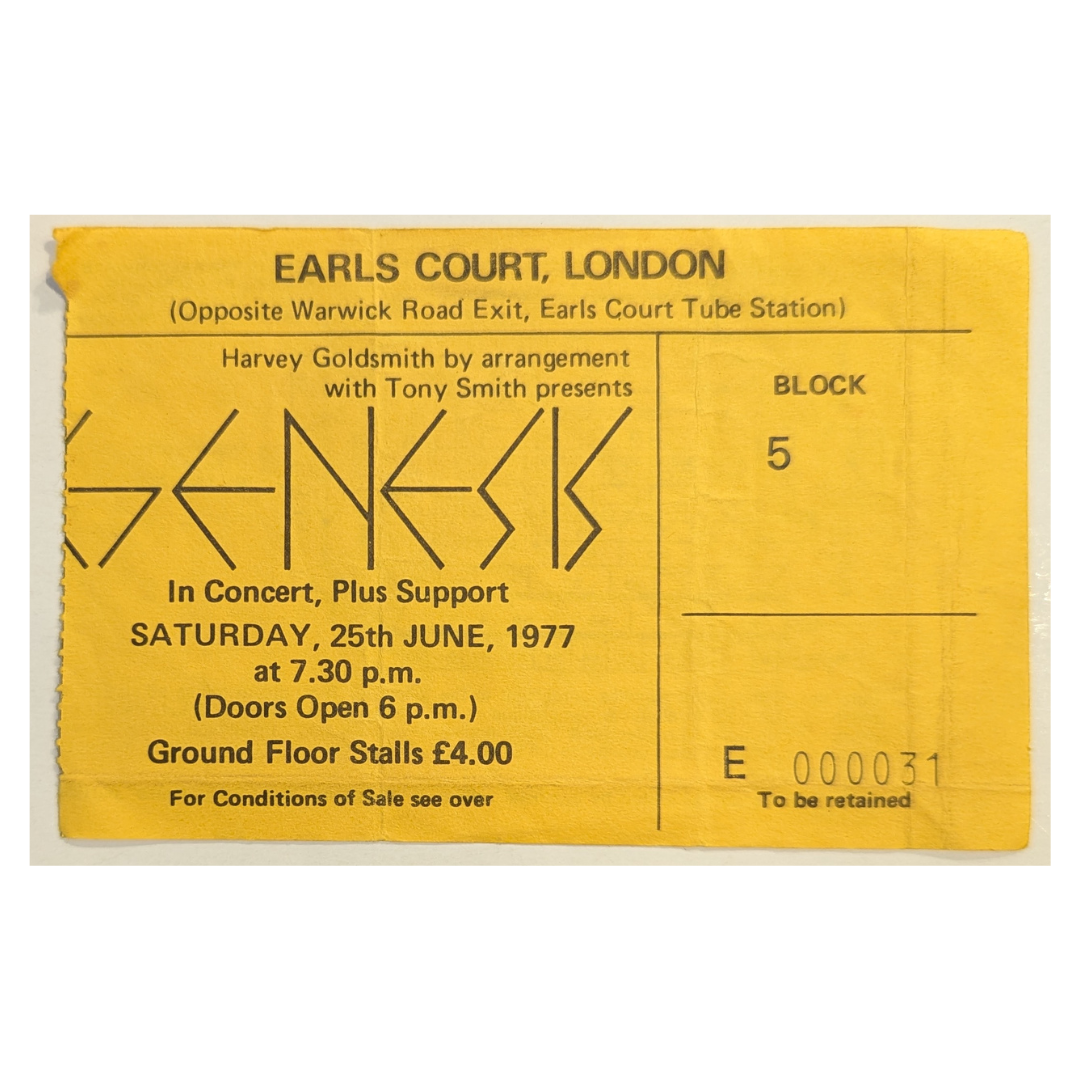 EARLS COURT, LONDON
(Opposite Warwick Road Exit, Earls Court Tube Station)
Harvey Goldsmith by arrangement
with Tony Smith presents
GENESIS
In Concert, Plus Support
SATURDAY, 25th JUNE, 1977
at 7.30 p.m.
(Doors Open 6 p.m.)
Ground Floor Stalls £4.00
For Conditions of Sale see over
BLOCK
5
E 000031
To be retained